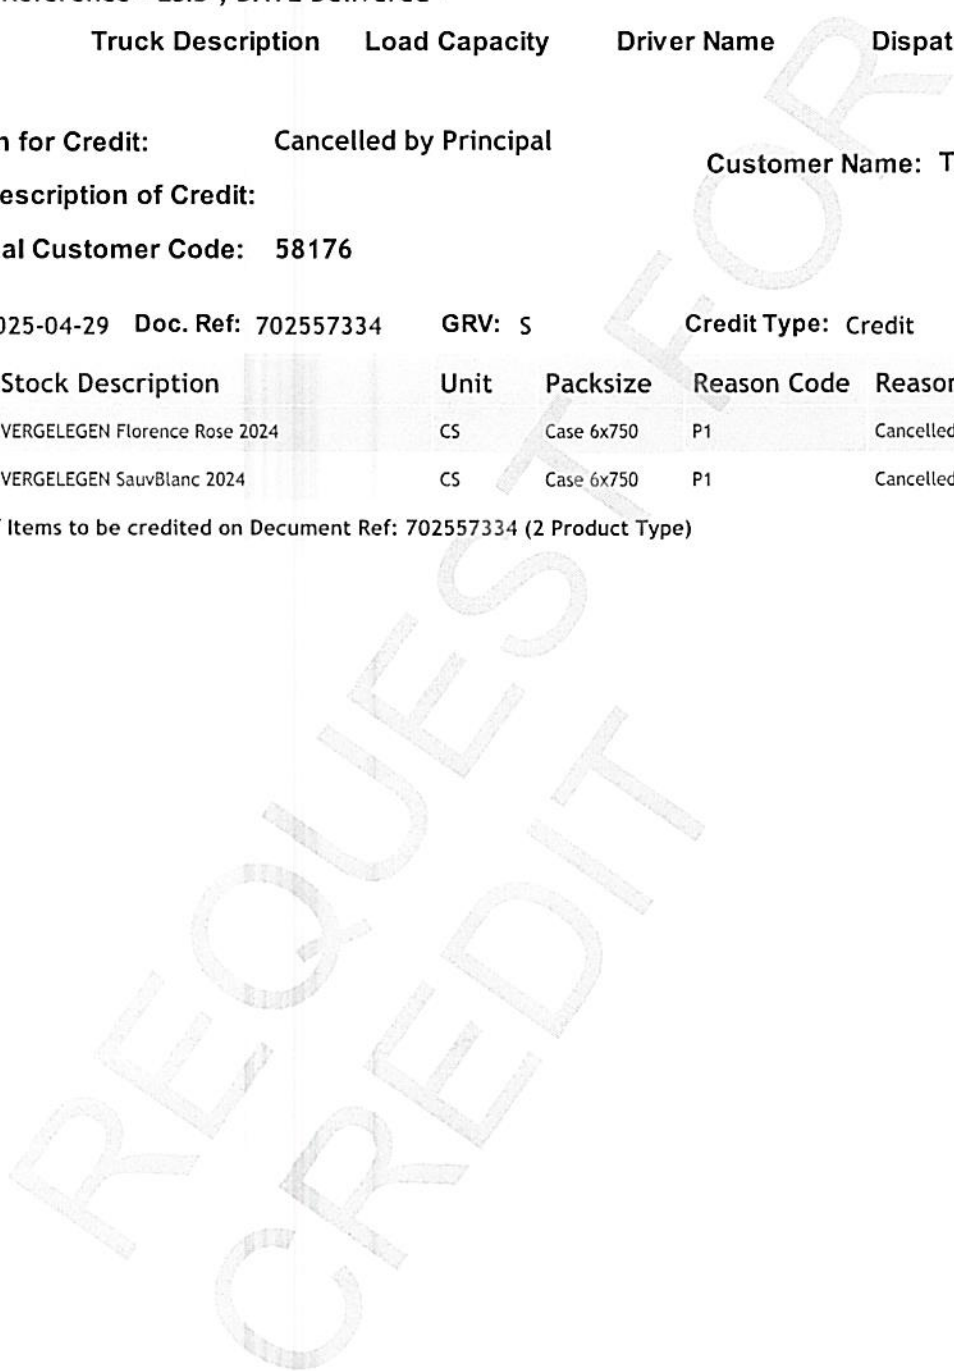 Truck Description Load Capacity Driver Name Dispat
n for Credit: Cancelled by Principal
Customer Name: T
escription of Credit:
al Customer Code: 58176
025-04-29 Doc. Ref: 702557334 GRV: S Credit Type: Credit
Stock Description Unit Packsize Reason Code Reason
VERGELEGEN Florence Rose 2024 CS Case 6x750 P1 Cancelled
VERGELEGEN SauvBlanc 2024 CS Case 6x750 P1 Cancelled
Items to be credited on Document Ref: 702557334 (2 Product Type)
REQUEST FOR
CREDIT